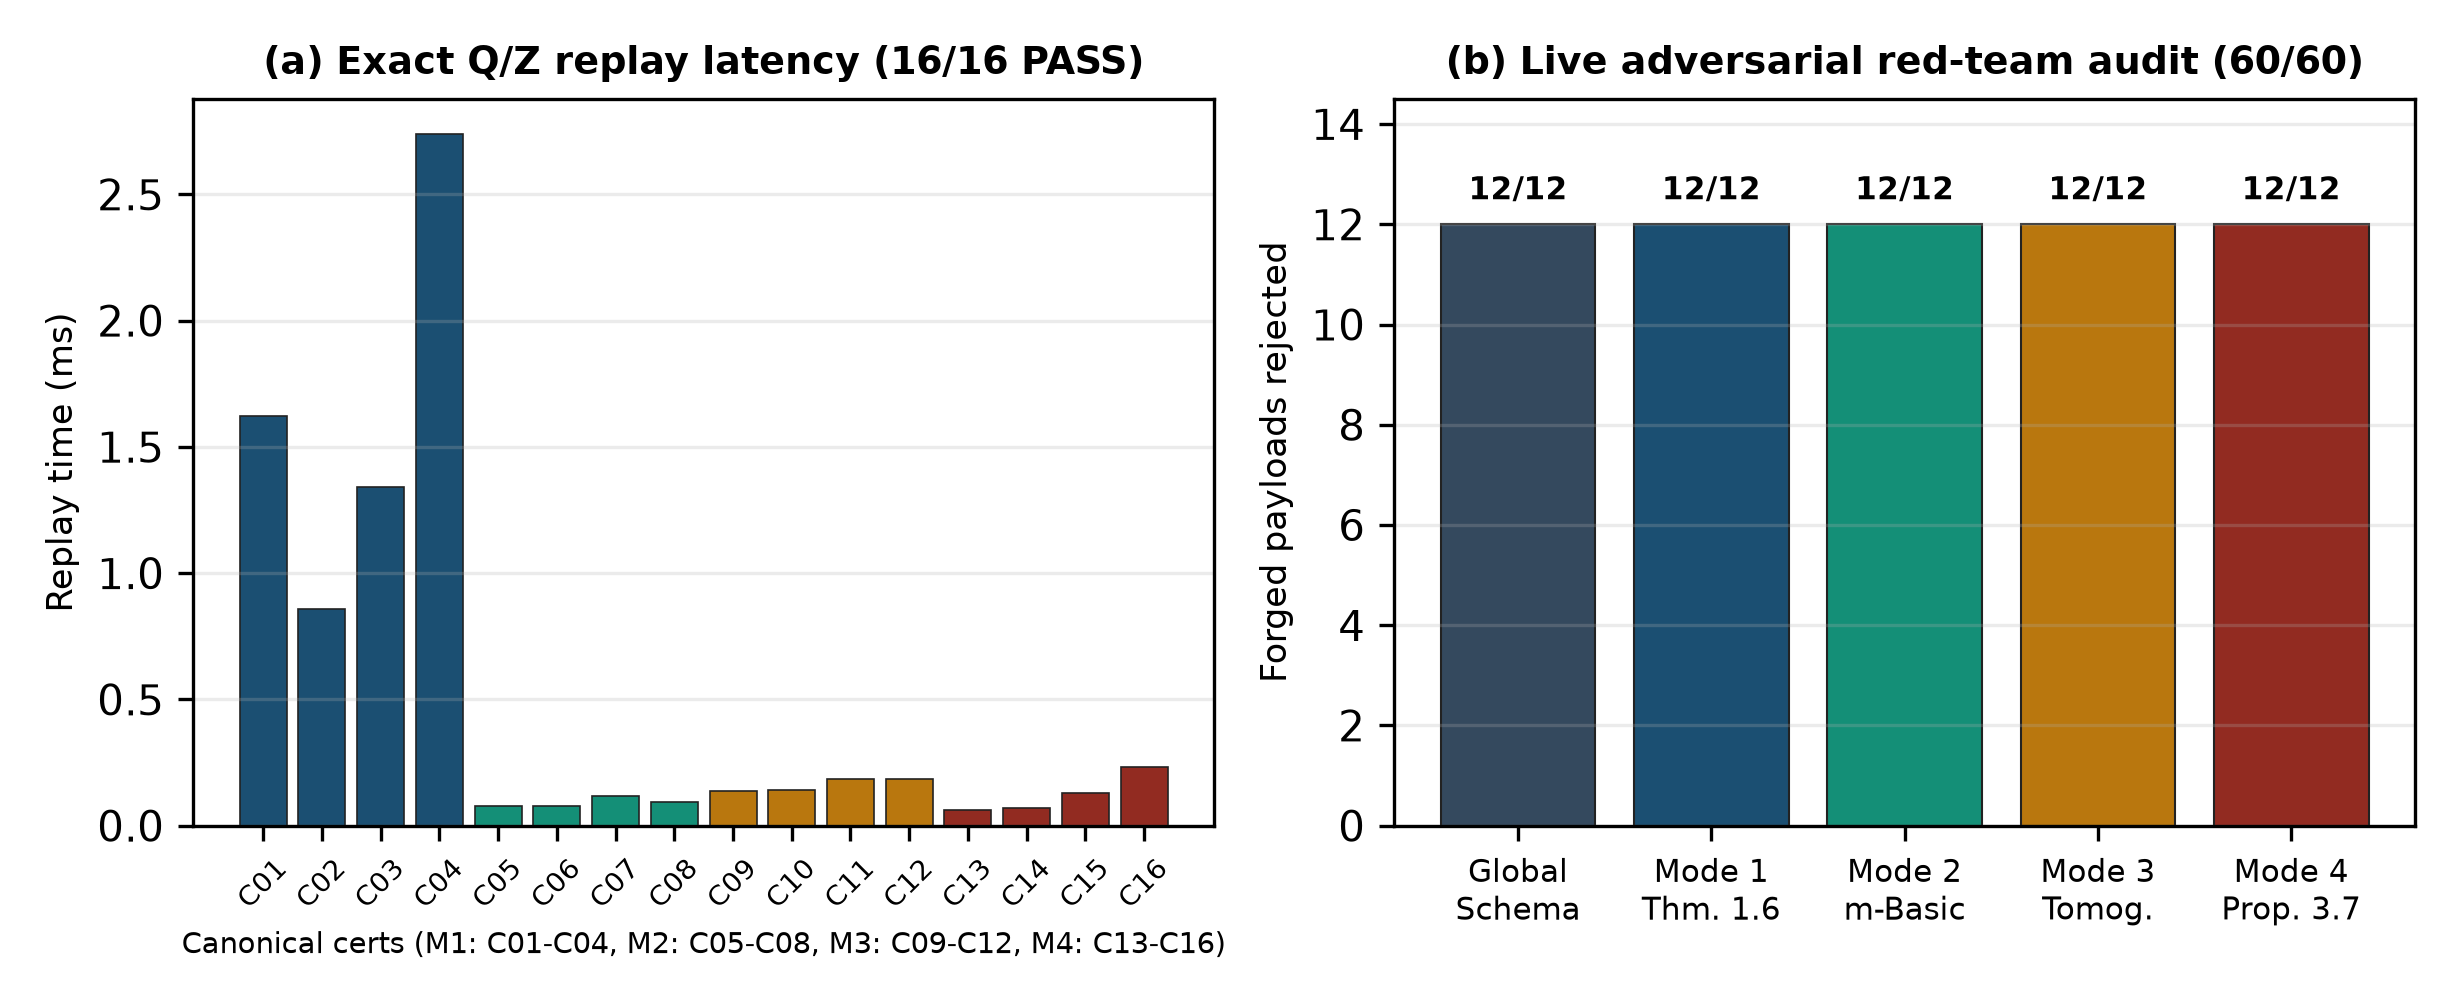 (a) Exact Q/Z replay latency (16/16 PASS)
Replay time (ms)
2.5
2.0
1.5
1.0
0.5
0.0
C01 C02 C03 C04 C05 C06 C07 C08 C09 C10 C11 C12 C13 C14 C15 C16
Canonical certs (M1: C01-C04, M2: C05-C08, M3: C09-C12, M4: C13-C16)
(b) Live adversarial red-team audit (60/60)
Forged payloads rejected
14
12
10
8
6
4
2
0
12/12 12/12 12/12 12/12 12/12
Global Schema
Mode 1 Thm. 1.6
Mode 2 m-Basic
Mode 3 Tomog.
Mode 4 Prop. 3.7